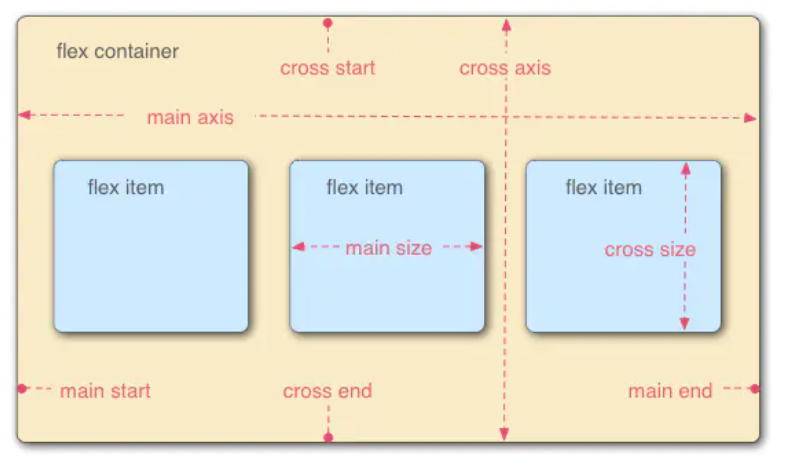 flex container
cross start
cross axis
main axis
flex item
flex item
flex item
main size
cross size
main start
cross end
main end